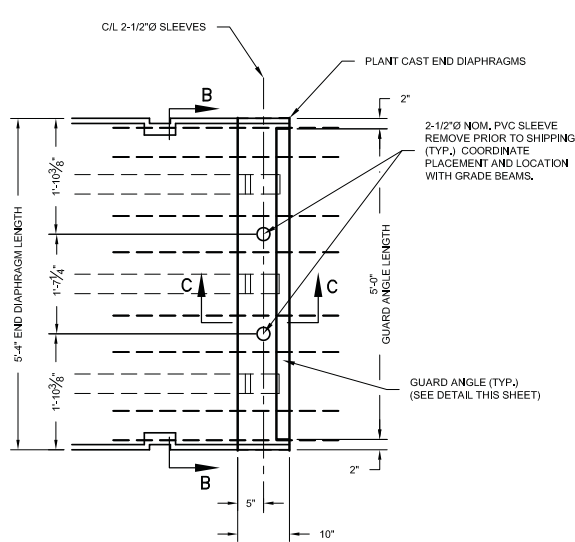 C/L 2-1/2"Ø SLEEVES
PLANT CAST END DIAPHRAGMS
B
2"
2-1/2"Ø NOM. PVC SLEEVE
REMOVE PRIOR TO SHIPPING
(TYP.) COORDINATE
PLACEMENT AND LOCATION
WITH GRADE BEAMS.
1'-10⅜"
5'-4" END DIAPHRAGM LENGTH
1'-7¼"
C
C
5'-0"
GUARD ANGLE LENGTH
1'-10⅜"
GUARD ANGLE (TYP.)
(SEE DETAIL THIS SHEET)
B
2"
5"
10"